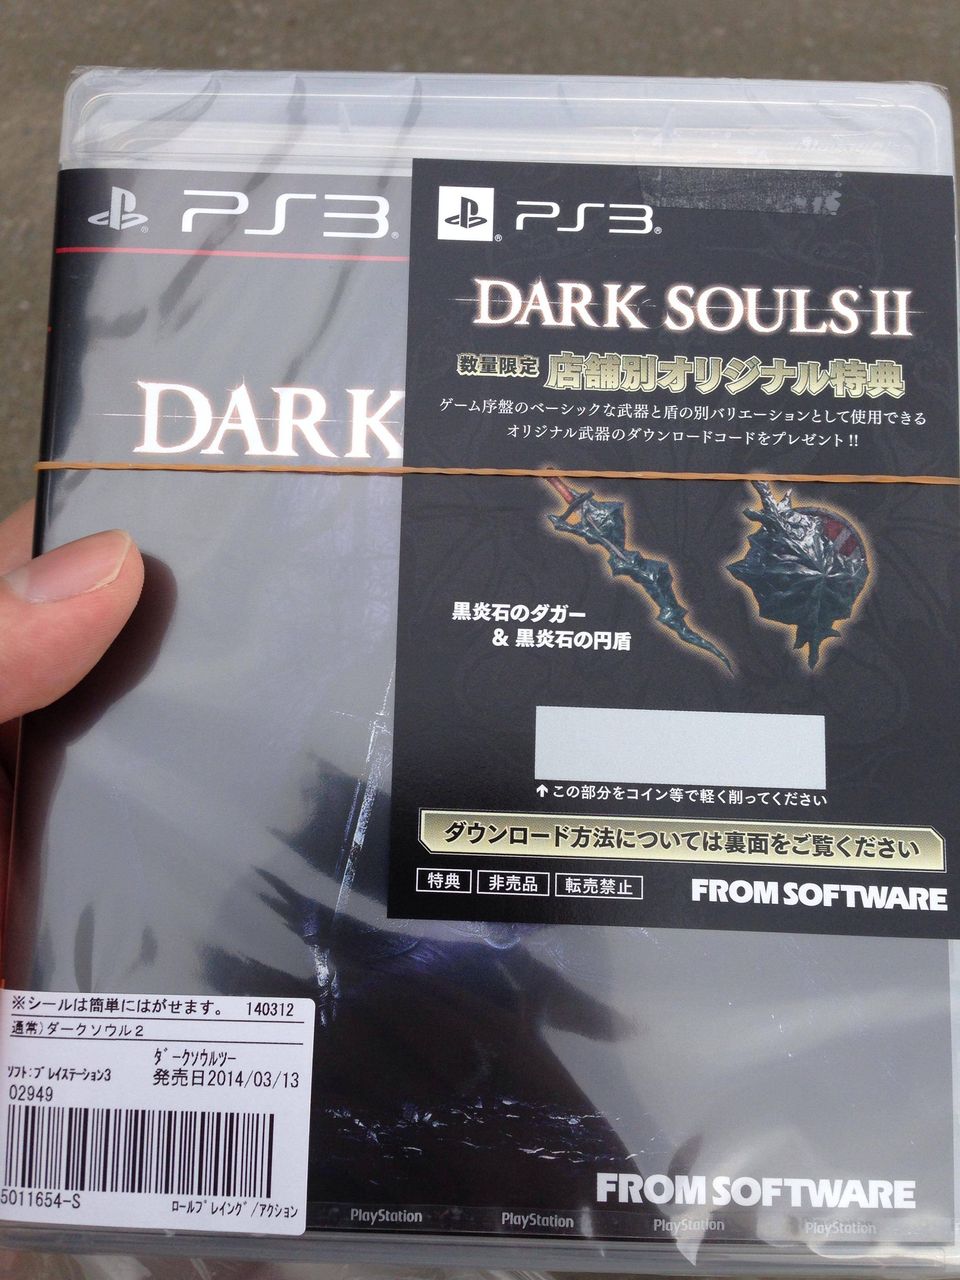 PS3
DARK
PS3
DARK SOULS II
数量限定 店舗別オリジナル特典
ゲーム序盤のベーシックな武器と盾の別バリエーションとして使用できる
オリジナル武器のダウンロードコードをプレゼント!!
黒炎石のダガー
& 黒炎石の円盾
↑この部分をコイン等で軽く削ってください
ダウンロード方法については裏面をご覧ください
特典 非売品 転売禁止
FROM SOFTWARE
※シールは簡単にはがせます。 140312
通常)ダークソウル2
ﾀﾞｰｸｿｳﾙﾂｰ
ｿﾌﾄ:ﾌﾟﾚｲｽﾃｰｼｮﾝ3 発売日2014/03/13
02949
5011654-S
ﾛｰﾙﾌﾟﾚｲﾝｸﾞ/ｱｸｼｮﾝ
FROM SOFTWARE
PlayStation PlayStation PlayStation PlayStation